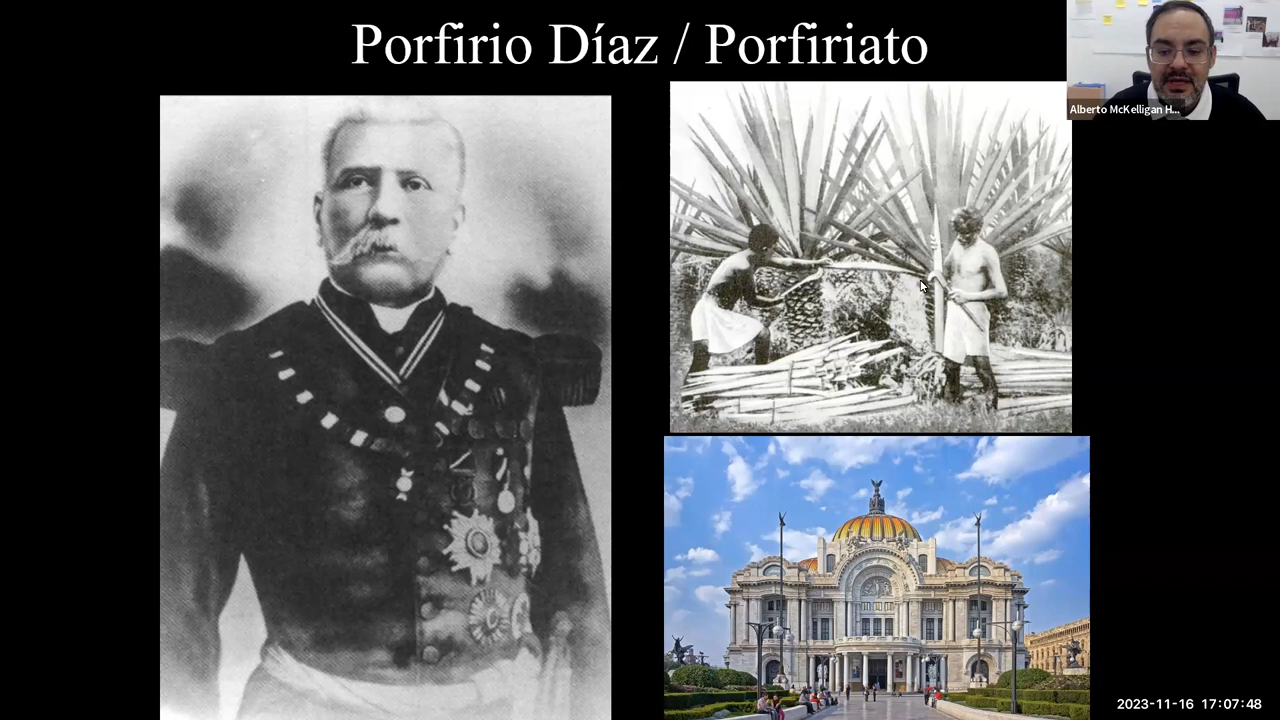 Porfirio Díaz / Porfiriato
Alberto McKelligan H...
2023-11-16 17:07:48